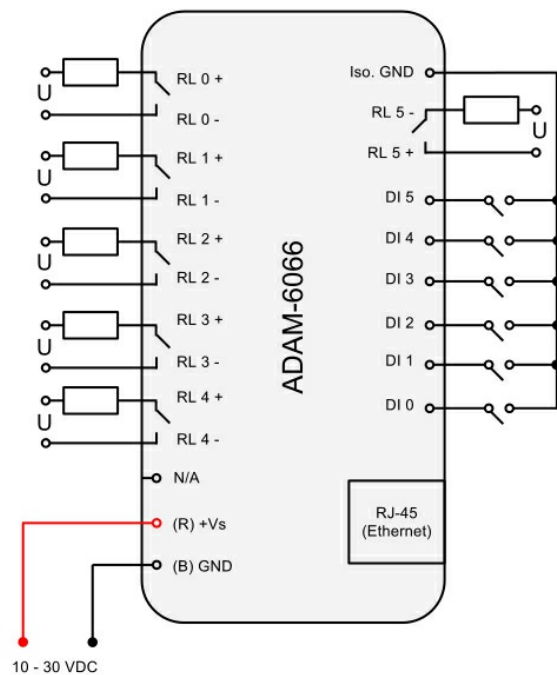 RL 0 +
U
RL 0 -
RL 1 +
U
RL 1 -
RL 2 +
U
RL 2 -
RL 3 +
U
RL 3 -
RL 4 +
U
RL 4 -
N/A
(R) +Vs
(B) GND
10 - 30 VDC
ADAM-6066
Iso. GND
RL 5 -
U
RL 5 +
DI 5
DI 4
DI 3
DI 2
DI 1
DI 0
RJ-45
(Ethernet)